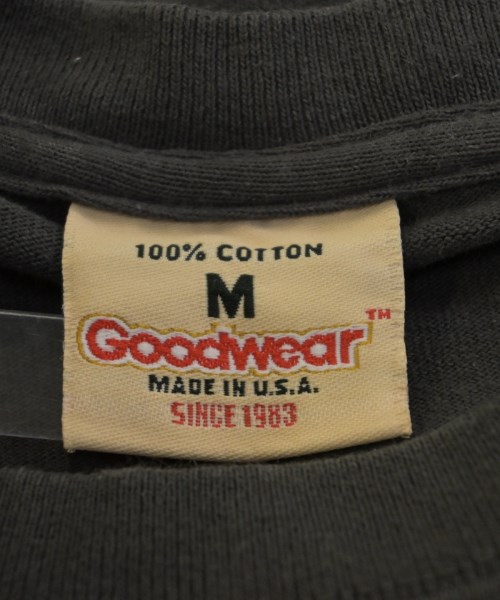 100% COTTON
M
Goodwear™
MADE IN U.S.A.
SINCE 1983